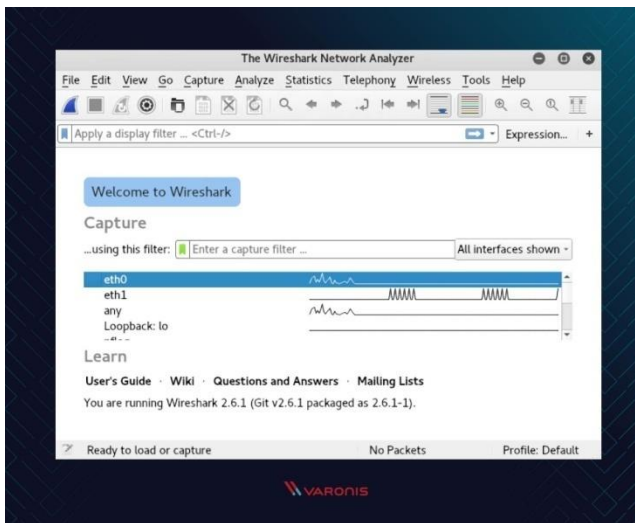 The Wireshark Network Analyzer
File Edit View Go Capture Analyze Statistics Telephony Wireless Tools Help
Apply a display filter ... <Ctrl-/> Expression... +
Welcome to Wireshark
Capture
...using this filter: Enter a capture filter ... All interfaces shown
eth0
eth1
any
Loopback: lo
Learn
User's Guide · Wiki · Questions and Answers · Mailing Lists
You are running Wireshark 2.6.1 (Git v2.6.1 packaged as 2.6.1-1).
Ready to load or capture No Packets Profile: Default
VARONIS